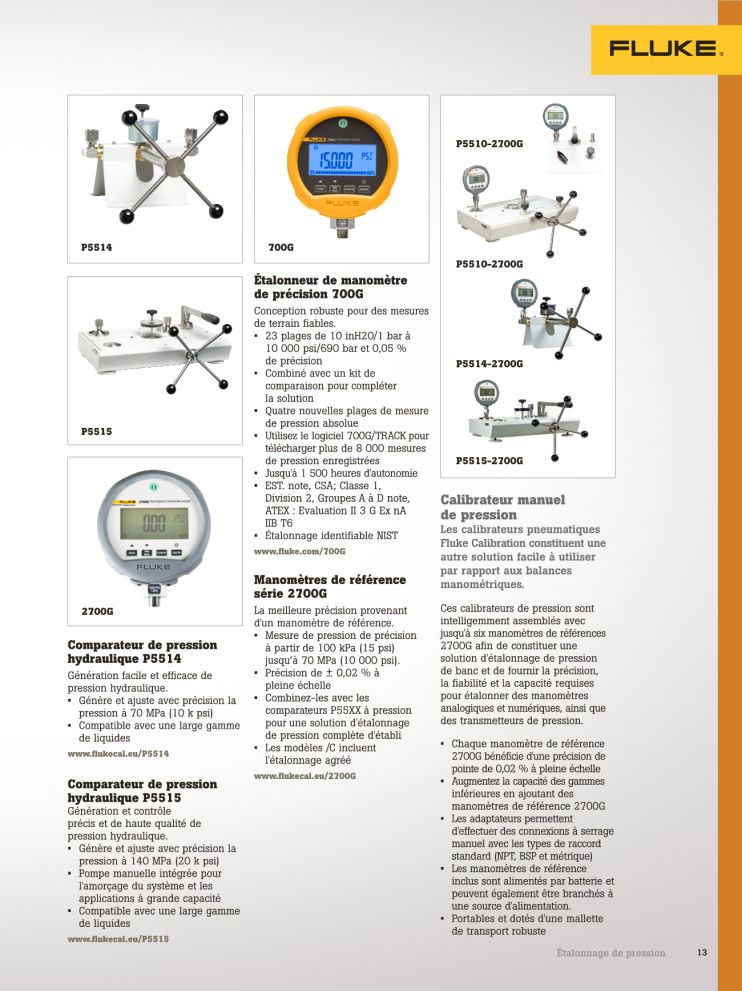 FLUKE®
P5514
FLUKE
15.000 PSI
FLUKE
700G
P5510-2700G
P5510-2700G
P5514-2700G
P5515-2700G
P5515
FLUKE 2700G REFERENCE PRESSURE GAUGE
0.00 PSI
FLUKE
2700G
Comparateur de pression
hydraulique P5514
Génération facile et efficace de
pression hydraulique.
▪ Génère et ajuste avec précision la
pression à 70 MPa (10 k psi)
▪ Compatible avec une large gamme
de liquides
www.flukecal.eu/P5514
Comparateur de pression
hydraulique P5515
Génération et contrôle
précis et de haute qualité de
pression hydraulique.
▪ Génère et ajuste avec précision la
pression à 140 MPa (20 k psi)
▪ Pompe manuelle intégrée pour
l'amorçage du système et les
applications à grande capacité
▪ Compatible avec une large gamme
de liquides
www.flukecal.eu/P5515
Étalonneur de manomètre
de précision 700G
Conception robuste pour des mesures
de terrain fiables.
▪ 23 plages de 10 inH20/1 bar à
10 000 psi/690 bar et 0,05 %
de précision
▪ Combiné avec un kit de
comparaison pour compléter
la solution
▪ Quatre nouvelles plages de mesure
de pression absolue
▪ Utilisez le logiciel 700G/TRACK pour
télécharger plus de 8 000 mesures
de pression enregistrées
▪ Jusqu'à 1 500 heures d'autonomie
▪ EST. note, CSA; Classe 1,
Division 2, Groupes A à D note,
ATEX : Evaluation II 3 G Ex nA
IIB T6
▪ Étalonnage identifiable NIST
www.fluke.com/700G
Manomètres de référence
série 2700G
La meilleure précision provenant
d'un manomètre de référence.
▪ Mesure de pression de précision
à partir de 100 kPa (15 psi)
jusqu'à 70 MPa (10 000 psi).
▪ Précision de ± 0,02 % à
pleine échelle
▪ Combinez-les avec les
comparateurs P55XX à pression
pour une solution d'étalonnage
de pression complète d'établi
▪ Les modèles /C incluent
l'étalonnage agréé
www.flukecal.eu/2700G
Calibrateur manuel
de pression
Les calibrateurs pneumatiques
Fluke Calibration constituent une
autre solution facile à utiliser
par rapport aux balances
manométriques.
Ces calibrateurs de pression sont
intelligemment assemblés avec
jusqu'à six manomètres de références
2700G afin de constituer une
solution d'étalonnage de pression
de banc et de fournir la précision,
la fiabilité et la capacité requises
pour étalonner des manomètres
analogiques et numériques, ainsi que
des transmetteurs de pression.
▪ Chaque manomètre de référence
2700G bénéficie d'une précision de
pointe de 0,02 % à pleine échelle
▪ Augmentez la capacité des gammes
inférieures en ajoutant des
manomètres de référence 2700G
▪ Les adaptateurs permettent
d'effectuer des connexions à serrage
manuel avec les types de raccord
standard (NPT, BSP et métrique)
▪ Les manomètres de référence
inclus sont alimentés par batterie et
peuvent également être branchés à
une source d'alimentation.
▪ Portables et dotés d'une mallette
de transport robuste
Étalonnage de pression 13